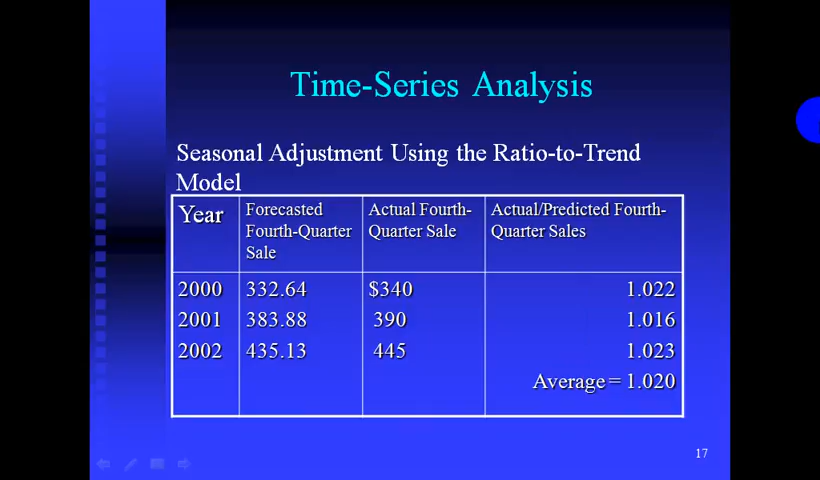 Time-Series Analysis
Seasonal Adjustment Using the Ratio-to-Trend
Model
Year
Forecasted
Fourth-Quarter
Sale
Actual Fourth-
Quarter Sale
Actual/Predicted Fourth-
Quarter Sales
2000 332.64 $340 1.022
2001 383.88 390 1.016
2002 435.13 445 1.023
Average = 1.020
17